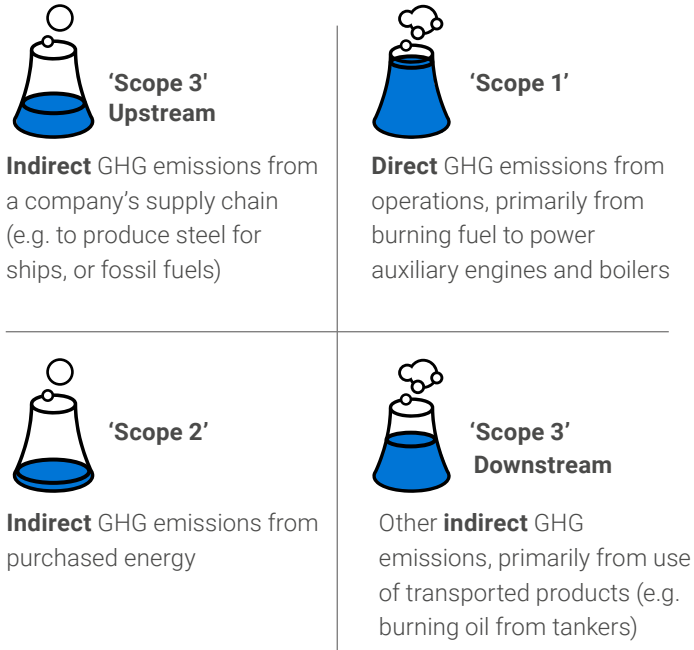 ‘Scope 3'
Upstream
Indirect GHG emissions from
a company’s supply chain
(e.g. to produce steel for
ships, or fossil fuels)
‘Scope 1’
Direct GHG emissions from
operations, primarily from
burning fuel to power
auxiliary engines and boilers
‘Scope 2’
Indirect GHG emissions from
purchased energy
‘Scope 3’
Downstream
Other indirect GHG
emissions, primarily from use
of transported products (e.g.
burning oil from tankers)